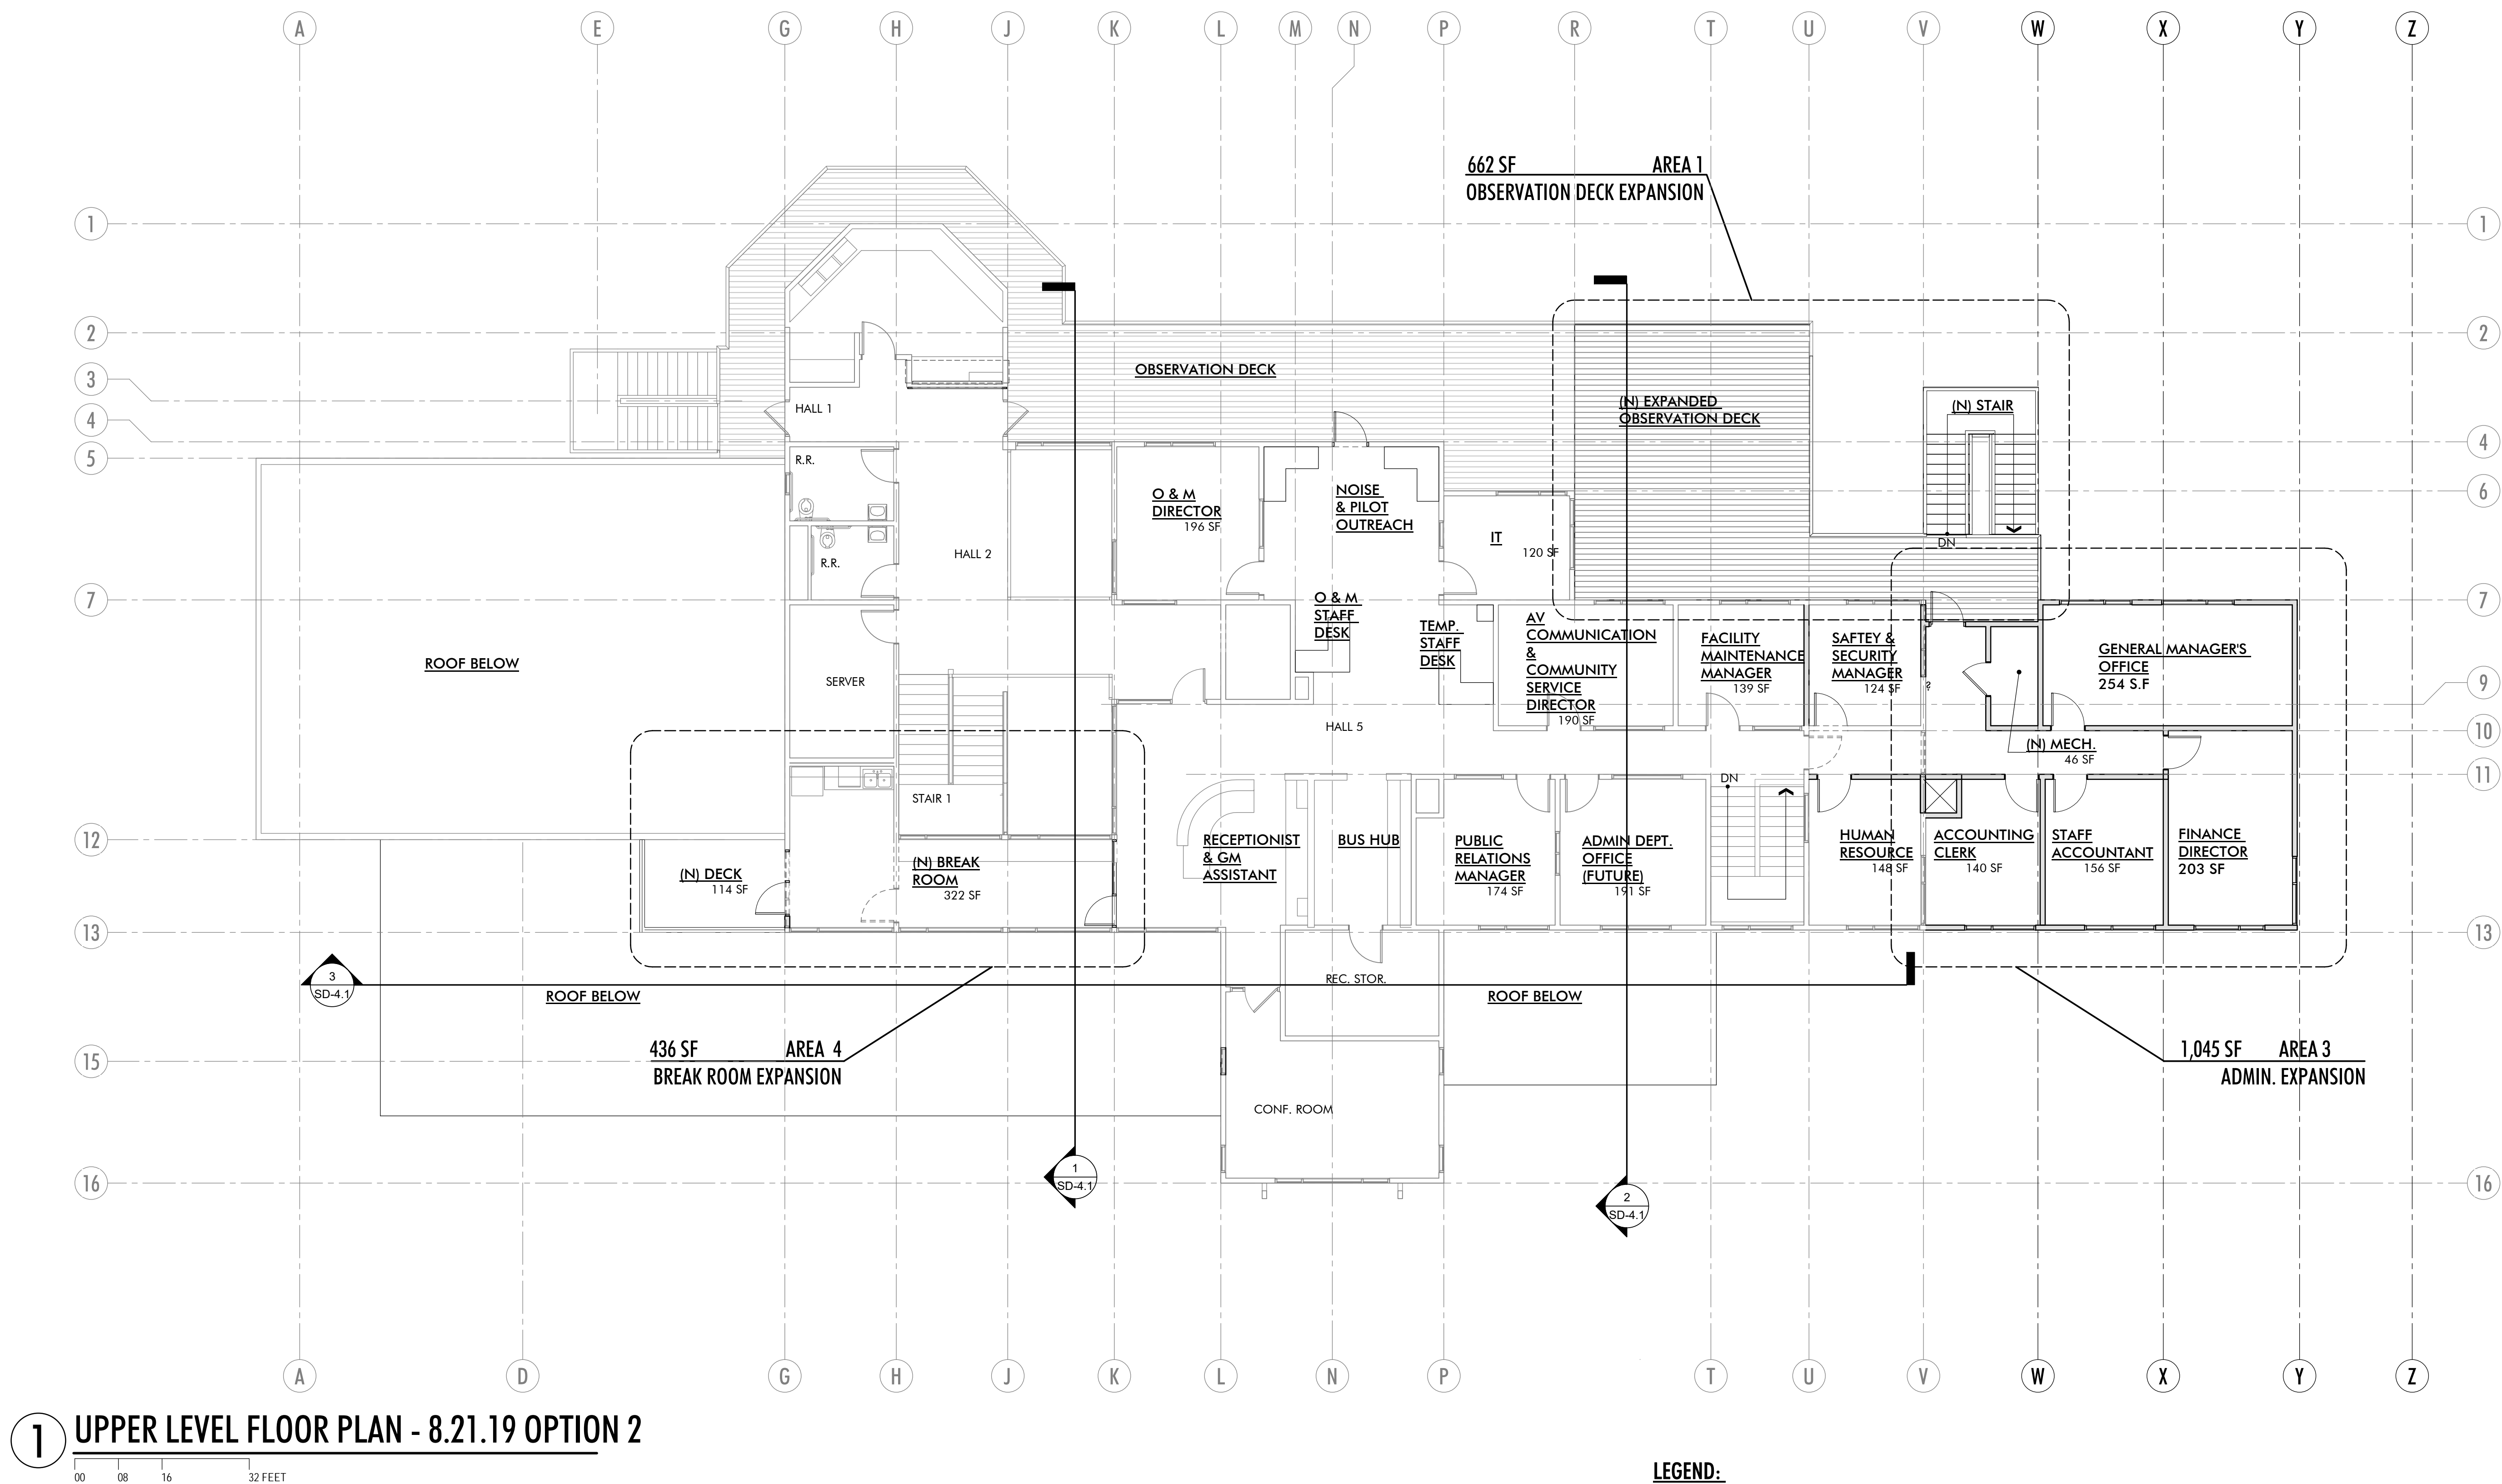 A E G H J K L M N P R T U V W X Y Z
662 SF AREA 1
OBSERVATION DECK EXPANSION
1 1
2 2
3
OBSERVATION DECK
HALL 1
(N) EXPANDED
OBSERVATION DECK
(N) STAIR
4 4
5
R.R.
6
O & M
DIRECTOR
196 SF
NOISE
& PILOT
OUTREACH
IT
120 SF
HALL 2
R.R.
DN
7 7
O & M
STAFF
DESK
TEMP.
STAFF
DESK
AV
COMMUNICATION
&
COMMUNITY
SERVICE
DIRECTOR
190 SF
FACILITY
MAINTENANCE
MANAGER
139 SF
SAFTEY &
SECURITY
MANAGER
124 SF
?
GENERAL MANAGER'S
OFFICE
254 S.F
ROOF BELOW
SERVER
9
HALL 5
10
(N) MECH.
46 SF
11
DN
STAIR 1
12
RECEPTIONIST
& GM
ASSISTANT
BUS HUB
PUBLIC
RELATIONS
MANAGER
174 SF
ADMIN DEPT.
OFFICE
(FUTURE)
191 SF
HUMAN
RESOURCE
148 SF
ACCOUNTING
CLERK
140 SF
STAFF
ACCOUNTANT
156 SF
FINANCE
DIRECTOR
203 SF
(N) DECK
114 SF
(N) BREAK
ROOM
322 SF
13 13
3
SD-4.1
REC. STOR.
ROOF BELOW
ROOF BELOW
436 SF AREA 4
BREAK ROOM EXPANSION
1,045 SF AREA 3
ADMIN. EXPANSION
15
CONF. ROOM
1
SD-4.1
16 16
2
SD-4.1
A D G H J K L N P T U V W X Y Z
1 UPPER LEVEL FLOOR PLAN - 8.21.19 OPTION 2
00 08 16 32 FEET
LEGEND: